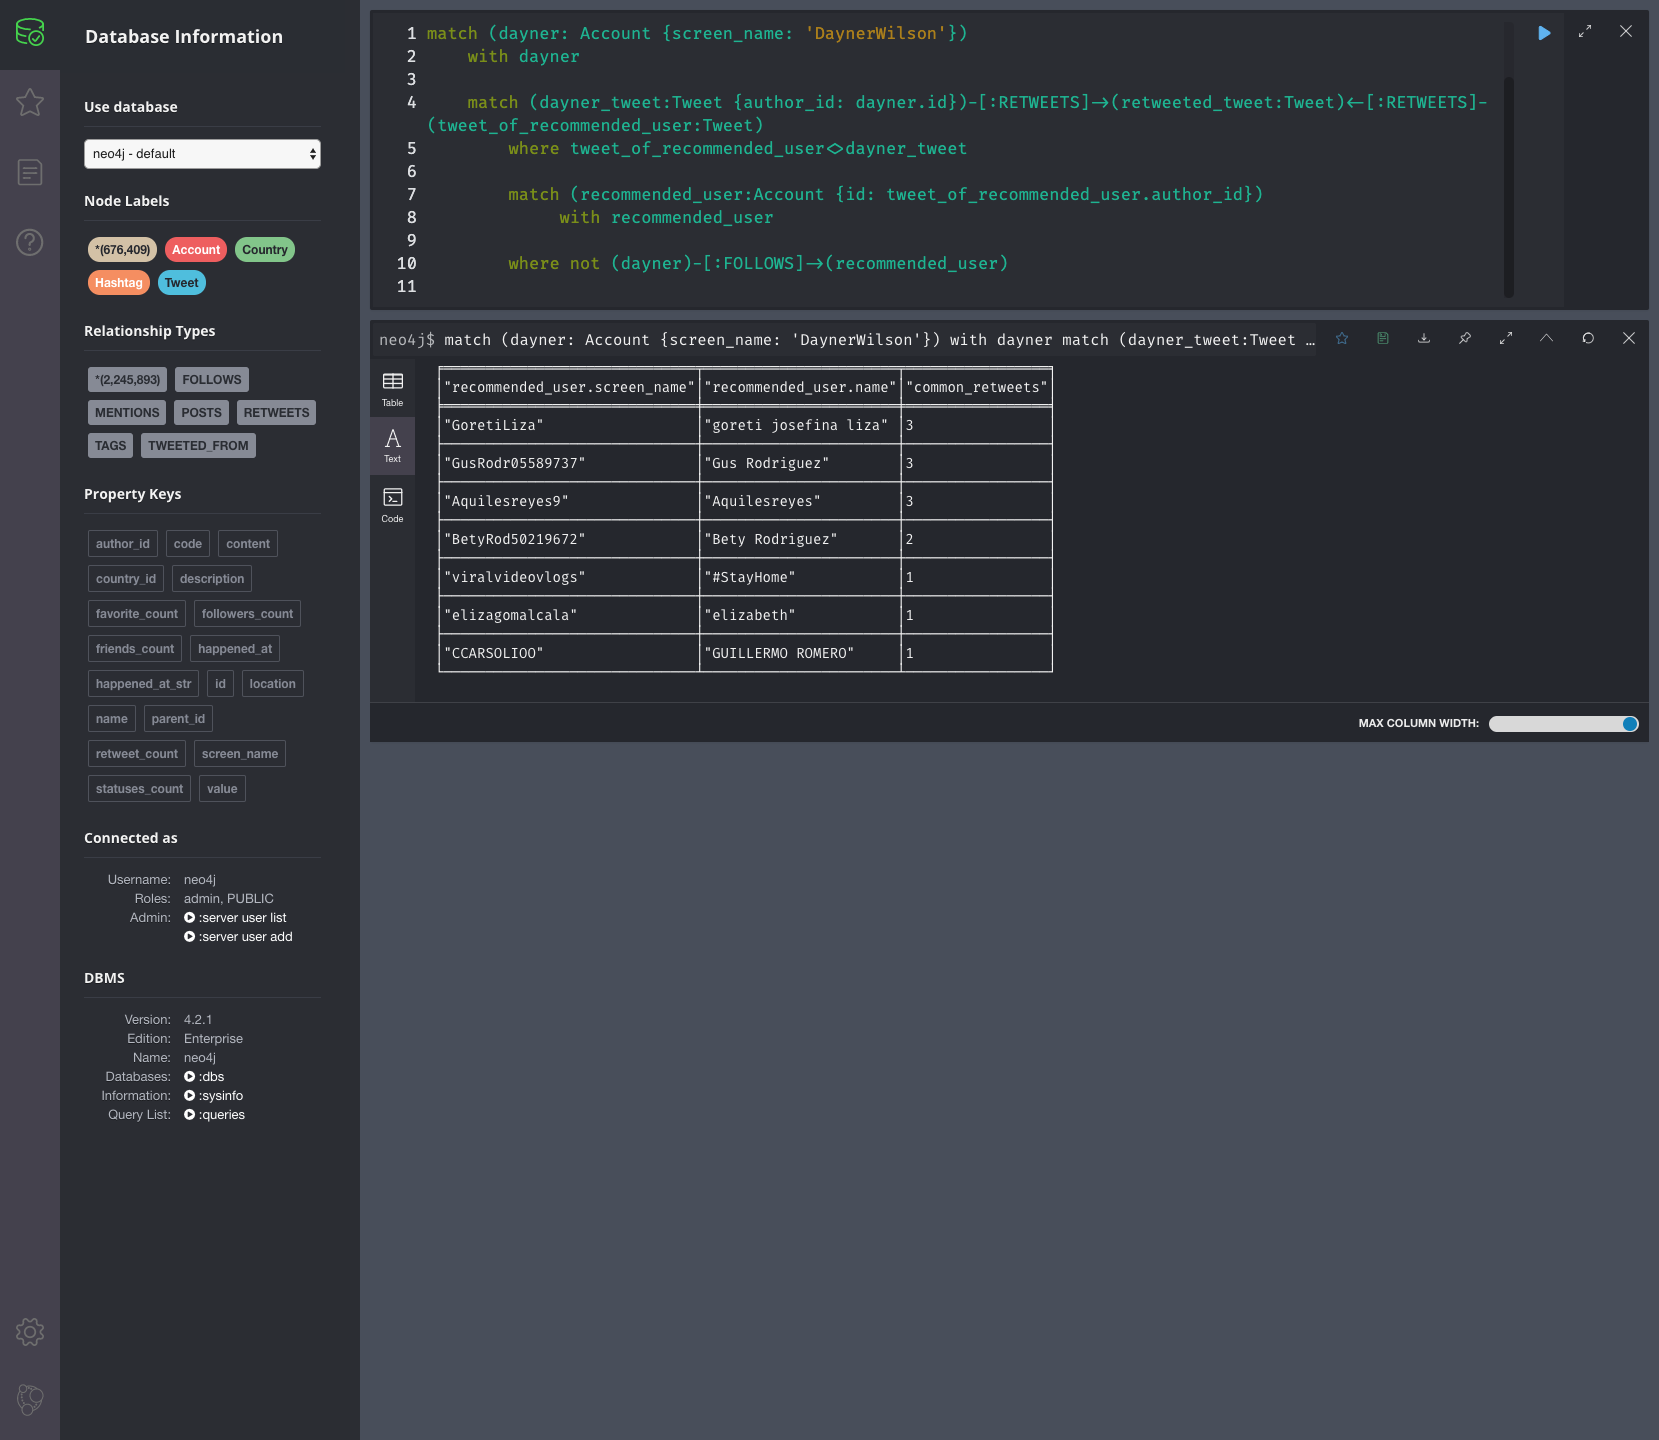 Database Information
Use database
neo4j - default
Node Labels
*(676,409) Account Country
Hashtag Tweet
Relationship Types
*(2,245,893) FOLLOWS
MENTIONS POSTS RETWEETS
TAGS TWEETED_FROM
Property Keys
author_id code content
country_id description
favorite_count followers_count
friends_count happened_at
happened_at_str id location
name parent_id
retweet_count screen_name
statuses_count value
Connected as
Username: neo4j
Roles: admin, PUBLIC
Admin: :server user list
:server user add
DBMS
Version: 4.2.1
Edition: Enterprise
Name: neo4j
Databases: :dbs
Information: :sysinfo
Query List: :queries
1 match (dayner: Account {screen_name: 'DaynerWilson'})
2 with dayner
3
4 match (dayner_tweet:Tweet {author_id: dayner.id})-[:RETWEETS]->(retweeted_tweet:Tweet)<-[:RETWEETS]-
(tweet_of_recommended_user:Tweet)
5 where tweet_of_recommended_user<>dayner_tweet
6
7 match (recommended_user:Account {id: tweet_of_recommended_user.author_id})
8 with recommended_user
9
10 where not (dayner)-[:FOLLOWS]->(recommended_user)
11
neo4j$ match (dayner: Account {screen_name: 'DaynerWilson'}) with dayner match (dayner_tweet:Tweet …
Table
Text
Code
"recommended_user.screen_name" "recommended_user.name" "common_retweets"
"GoretiLiza" "goreti josefina liza" 3
"GusRodr05589737" "Gus Rodriguez" 3
"Aquilesreyes9" "Aquilesreyes" 3
"BetyRod50219672" "Bety Rodriguez" 2
"viralvideovlogs" "#StayHome" 1
"elizagomalcala" "elizabeth" 1
"CCARSOLIOO" "GUILLERMO ROMERO" 1
MAX COLUMN WIDTH: